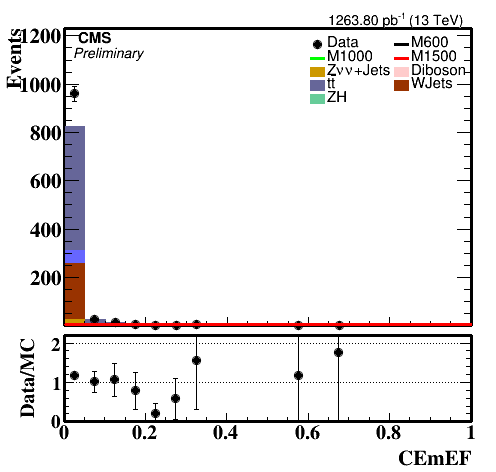 1263.80 pb⁻¹ (13 TeV)
CMS
Preliminary
Data
M600
M1000
M1500
Zνν+Jets
Diboson
tt
WJets
ZH
Events
1200
1000
800
600
400
200
Data/MC
2
1
0
0 0.2 0.4 0.6 0.8 1
CEmEF